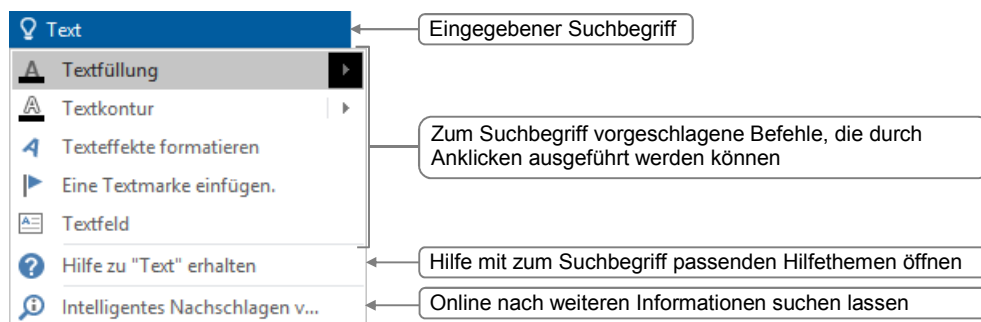 Text
Eingegebener Suchbegriff
Textfüllung
Textkontur
Zum Suchbegriff vorgeschlagene Befehle, die durch
Anklicken ausgeführt werden können
Texteffekte formatieren
Eine Textmarke einfügen.
Textfeld
Hilfe zu "Text" erhalten
Hilfe mit zum Suchbegriff passenden Hilfethemen öffnen
Intelligentes Nachschlagen v...
Online nach weiteren Informationen suchen lassen